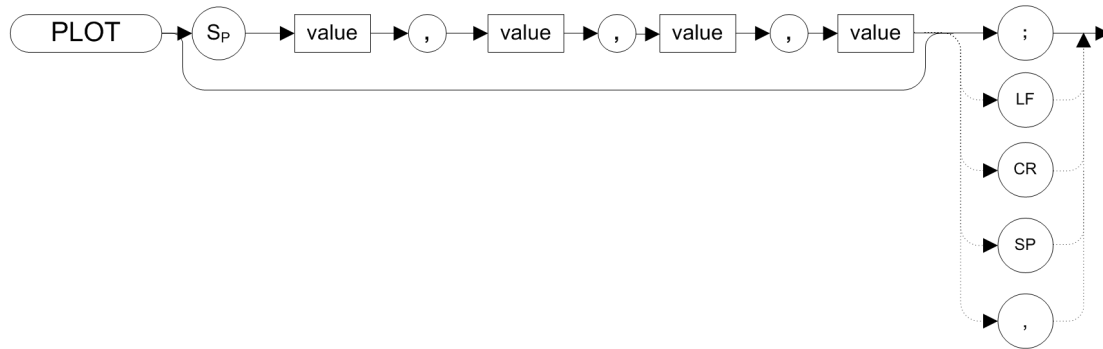 PLOT SP value , value , value , value ;
LF
CR
SP
,